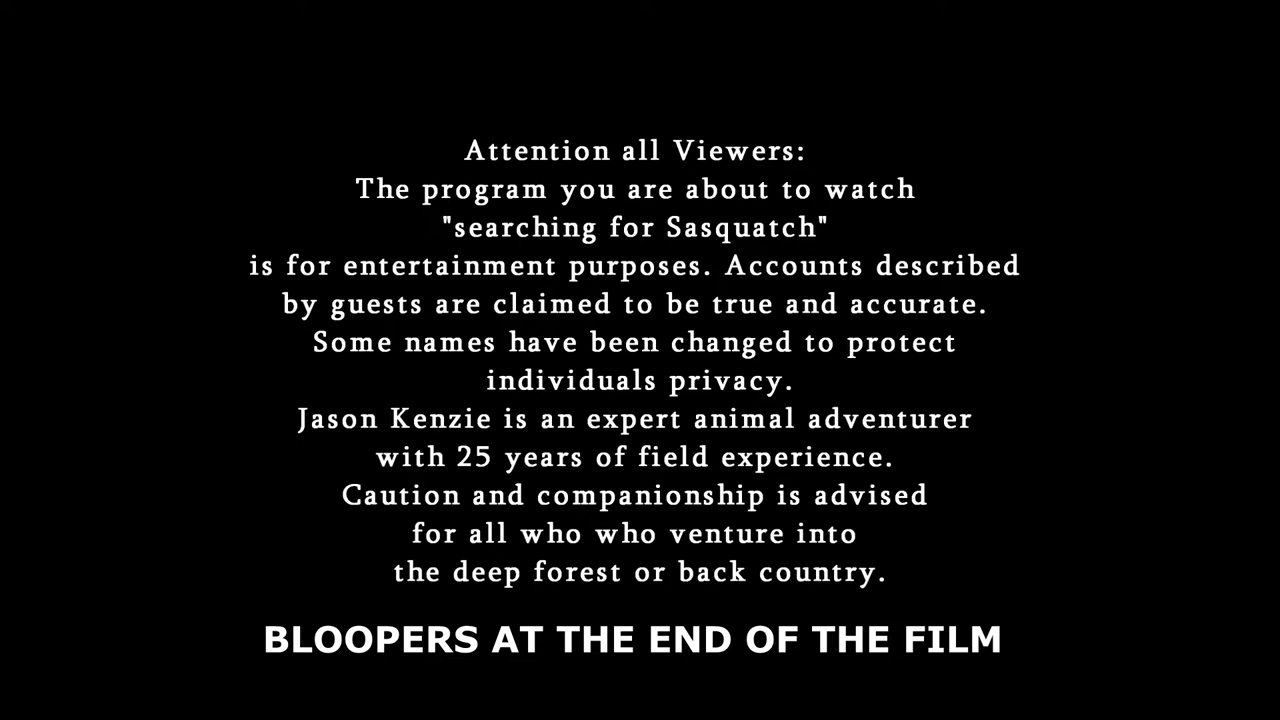 Attention all Viewers:
The program you are about to watch
"searching for Sasquatch"
is for entertainment purposes. Accounts described
by guests are claimed to be true and accurate.
Some names have been changed to protect
individuals privacy.
Jason Kenzie is an expert animal adventurer
with 25 years of field experience.
Caution and companionship is advised
for all who who venture into
the deep forest or back country.
BLOOPERS AT THE END OF THE FILM